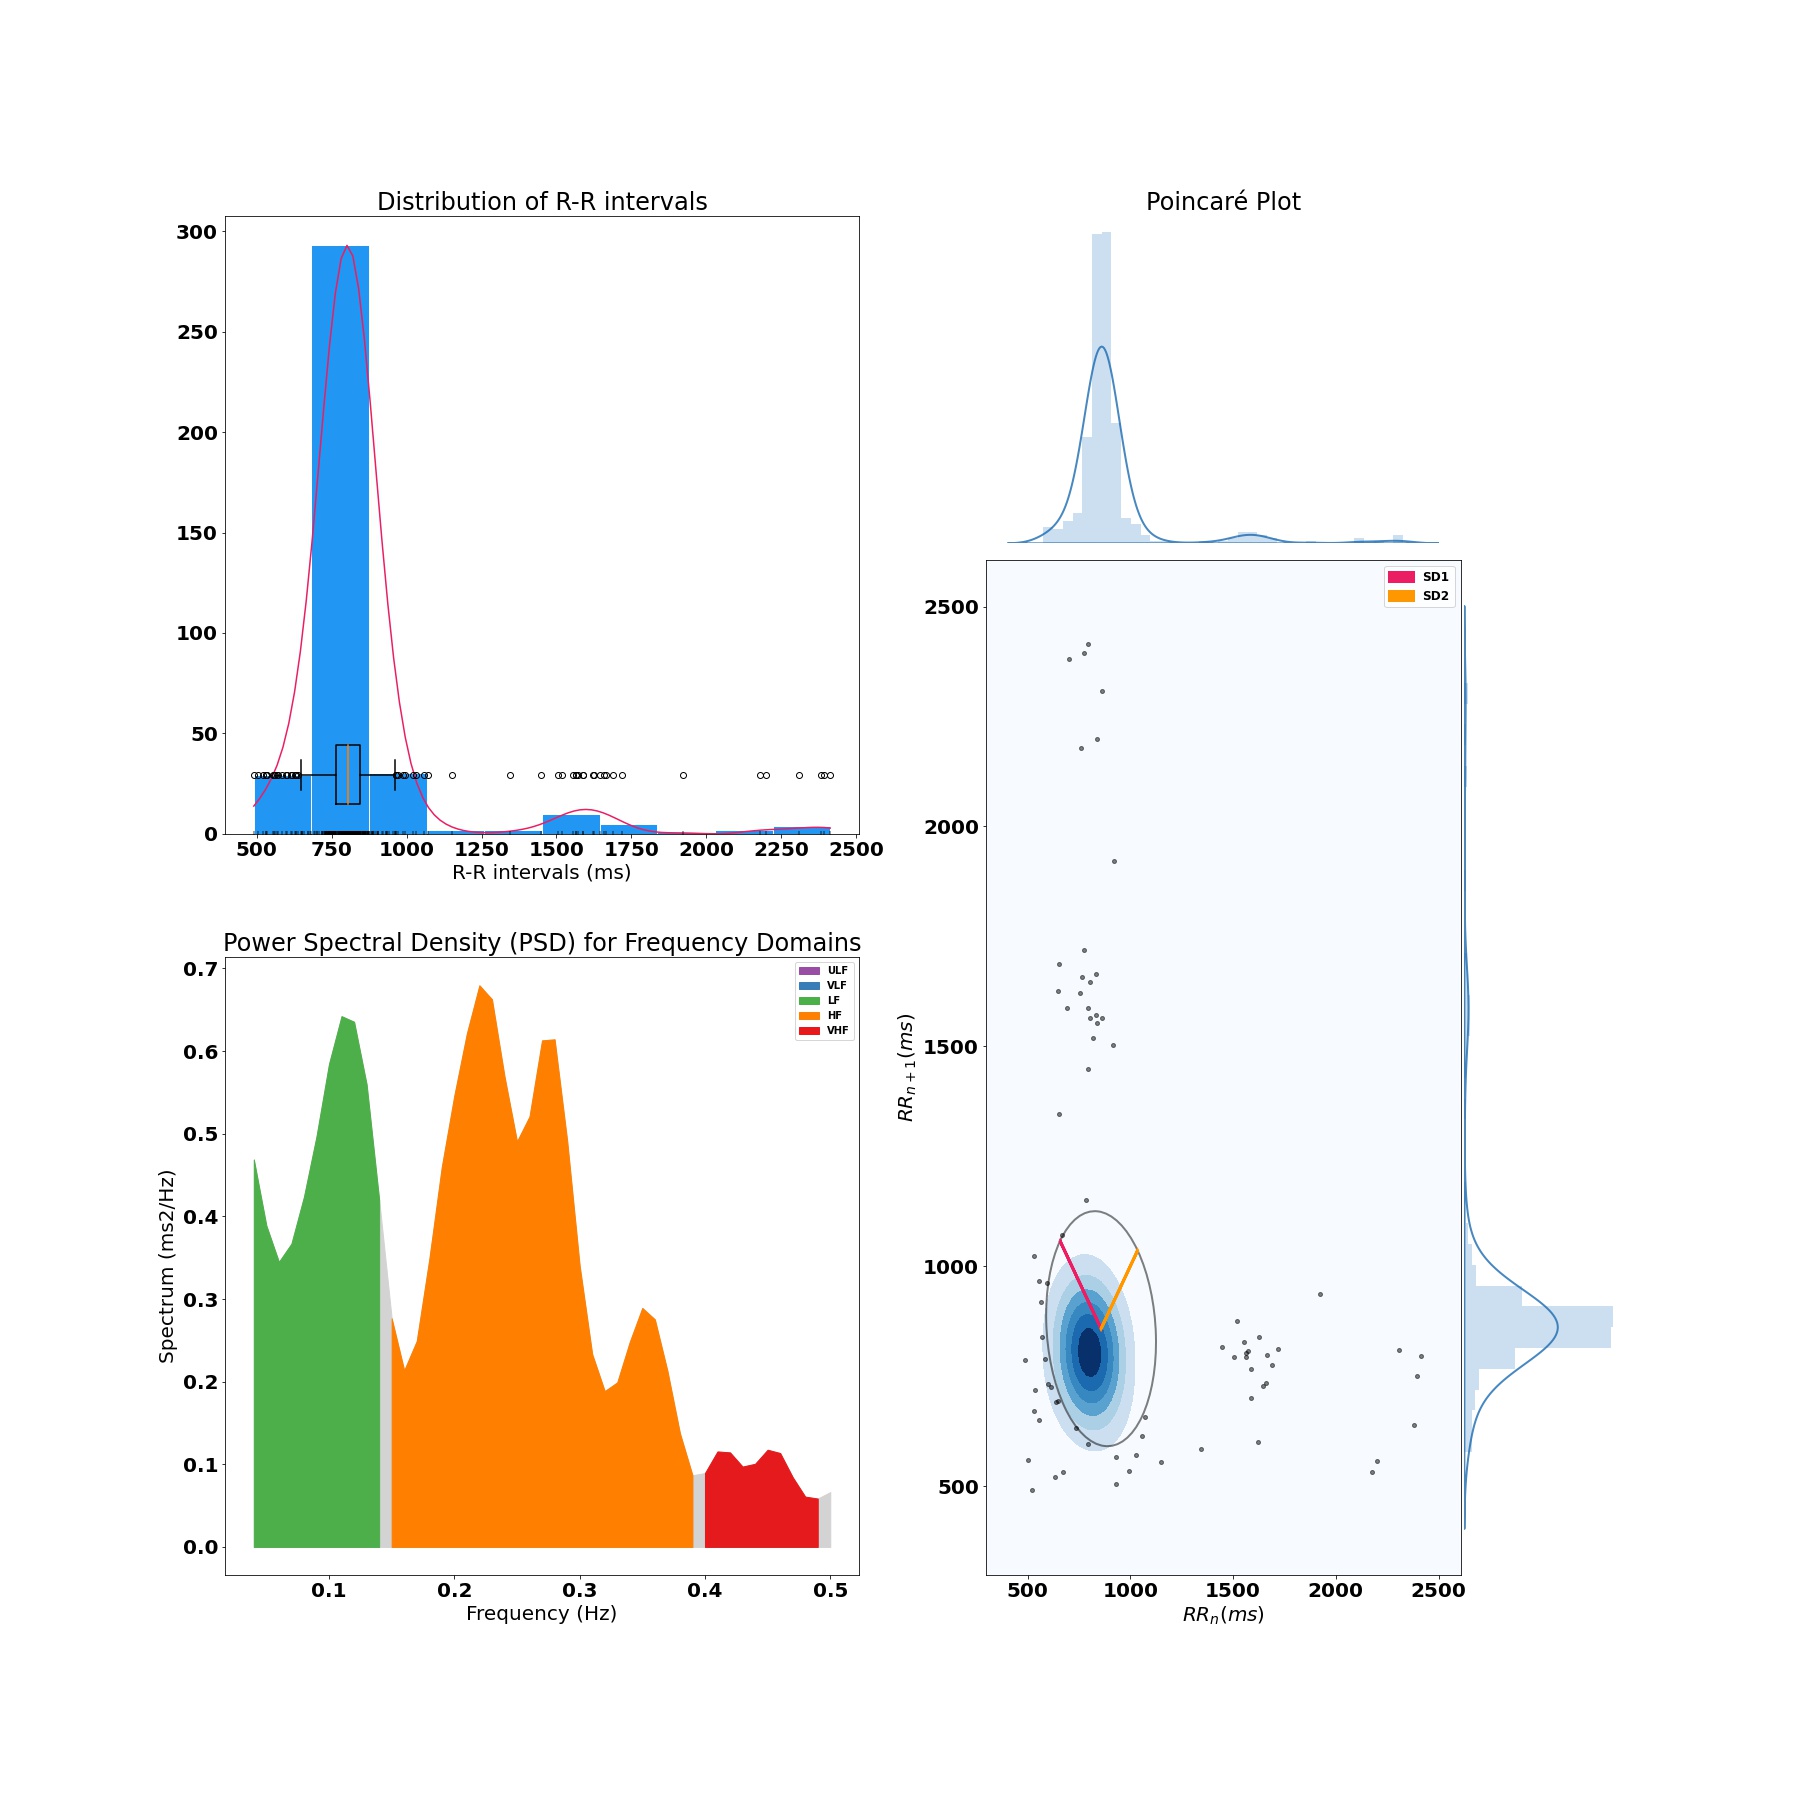 Distribution of R-R intervals
300
250
200
150
100
50
0
500 750 1000 1250 1500 1750 2000 2250 2500
R-R intervals (ms)
Power Spectral Density (PSD) for Frequency Domains
0.7
0.6
0.5
0.4
0.3
0.2
0.1
0.0
Spectrum (ms2/Hz)
ULF
VLF
LF
HF
VHF
0.1 0.2 0.3 0.4 0.5
Frequency (Hz)
Poincaré Plot
SD1
SD2
2500
2000
1500
1000
500
RRn+1(ms)
500 1000 1500 2000 2500
RRn(ms)